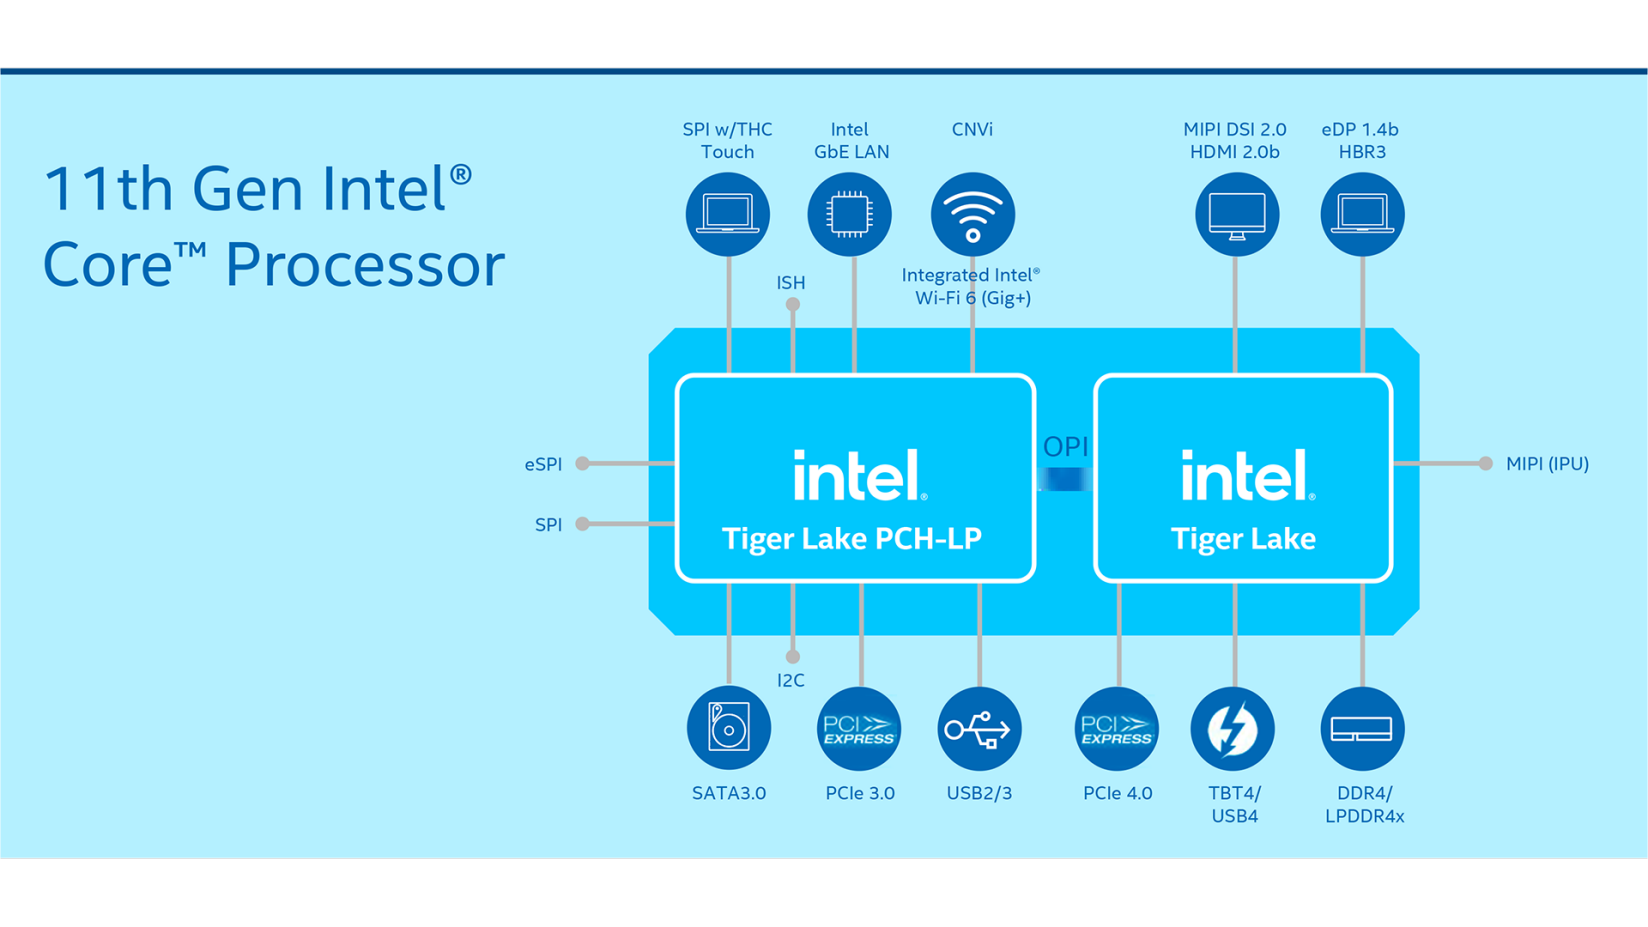 11th Gen Intel®
Core™ Processor
SPI w/THC
Touch
Intel
GbE LAN
CNVi
MIPI DSI 2.0
HDMI 2.0b
eDP 1.4b
HBR3
ISH
Integrated Intel®
Wi-Fi 6 (Gig+)
eSPI
SPI
intel®
Tiger Lake PCH-LP
OPI
intel®
Tiger Lake
MIPI (IPU)
I2C
PCI
EXPRESS®
PCI
EXPRESS®
SATA3.0
PCIe 3.0
USB2/3
PCIe 4.0
TBT4/
USB4
DDR4/
LPDDR4x